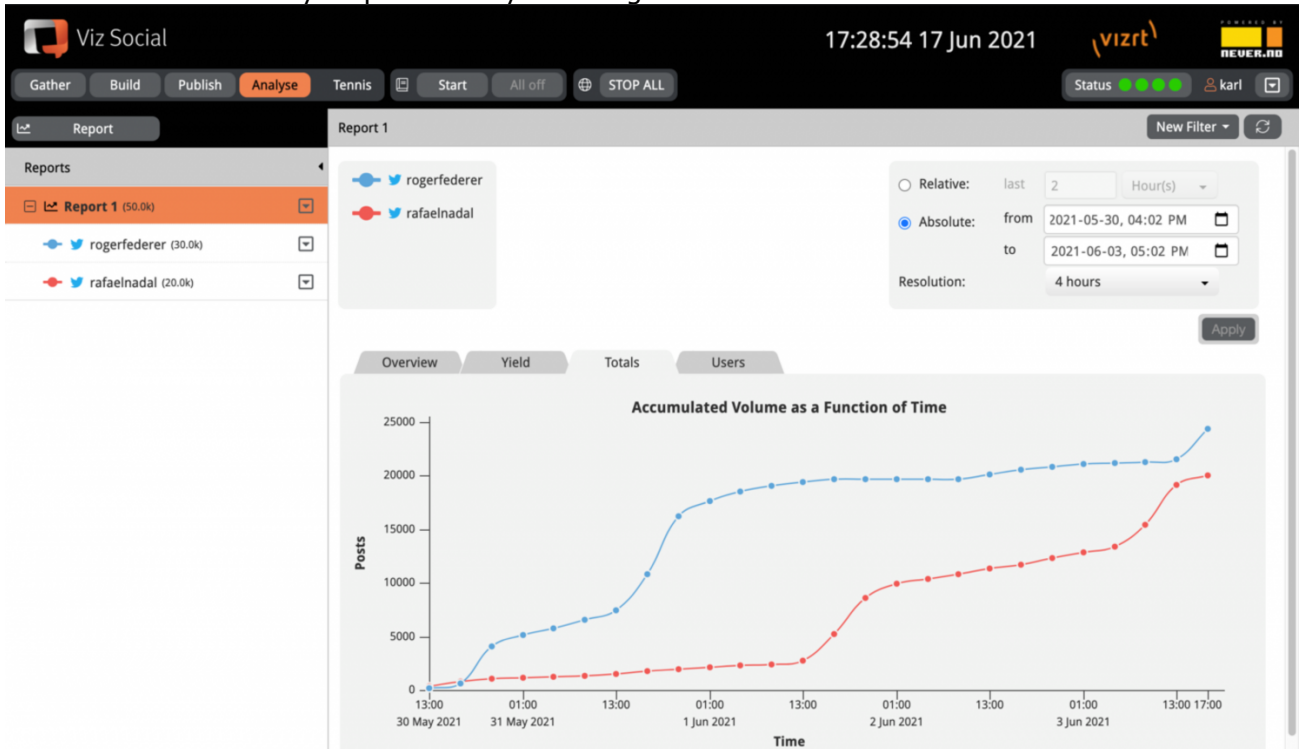 Viz Social
17:28:54 17 Jun 2021
vizrt
POWERED BY
never.no
Gather Build Publish Analyse Tennis Start All off STOP ALL
Status karl
Report
Report 1
New Filter
Reports
Report 1 (50.0k)
rogerfederer (30.0k)
rafaelnadal (20.0k)
rogerfederer
rafaelnadal
Relative: last 2 Hour(s)
Absolute: from 2021-05-30, 04:02 PM
to 2021-06-03, 05:02 PM
Resolution: 4 hours
Apply
Overview Yield Totals Users
Accumulated Volume as a Function of Time
25000
20000
15000
10000
5000
0
Posts
13:00 01:00 13:00 01:00 13:00 01:00 13:00 01:00 13:00 17:00
30 May 2021 31 May 2021 1 Jun 2021 2 Jun 2021 3 Jun 2021
Time